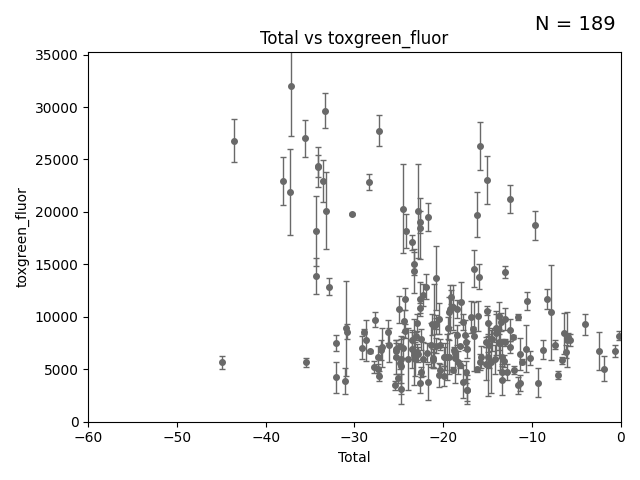 N = 189
Total vs toxgreen_fluor
35000
30000
25000
20000
15000
10000
5000
0
toxgreen_fluor
−60 −50 −40 −30 −20 −10 0
Total